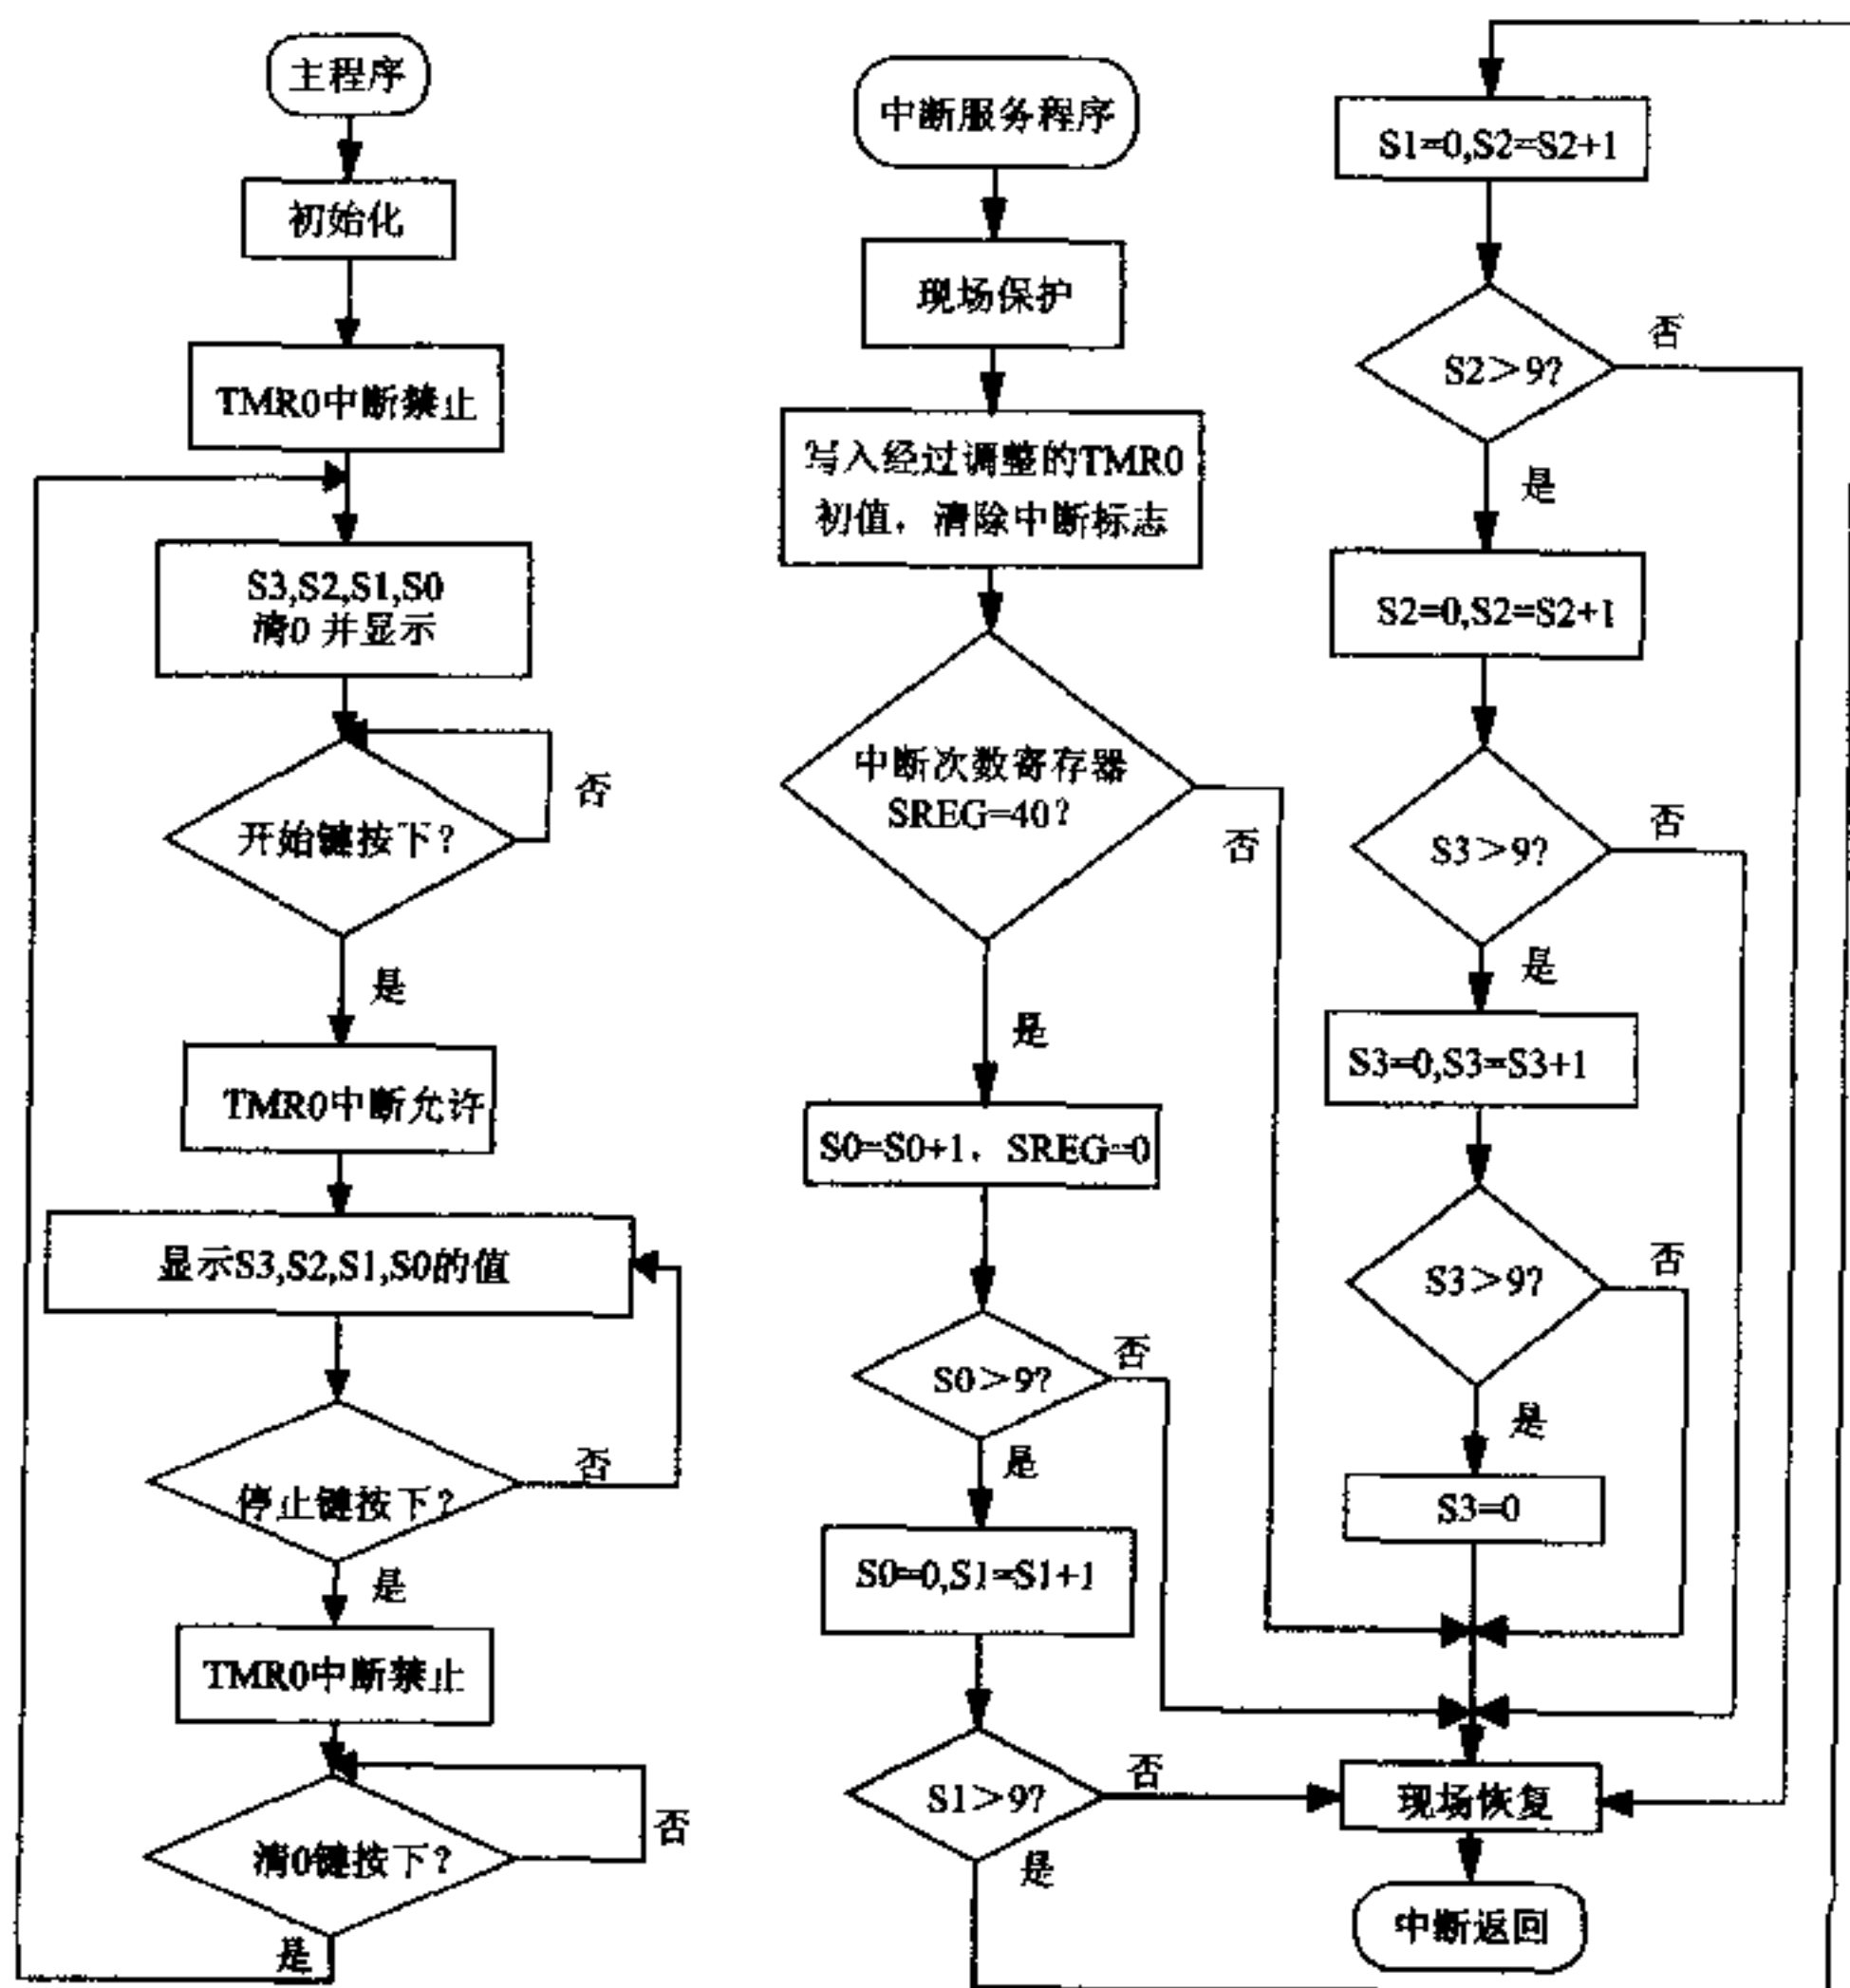 主程序
初始化
TMR0中断禁止
S3,S2,S1,S0
清0 并显示
开始键按下?
否
是
TMR0中断允许
显示S3,S2,S1,S0的值
停止键按下?
否
是
TMR0中断禁止
清0键按下?
否
是
中断服务程序
现场保护
写入经过调整的TMR0
初值，清除中断标志
中断次数寄存器
SREG=40?
否
是
S0=S0+1，SREG=0
S0>9?
否
是
S0=0,S1=S1+1
S1>9?
否
是
S1=0,S2=S2+1
S2>9?
否
是
S2=0,S2=S2+1
S3>9?
否
是
S3=0,S3=S3+1
S3>9?
否
是
S3=0
现场恢复
中断返回